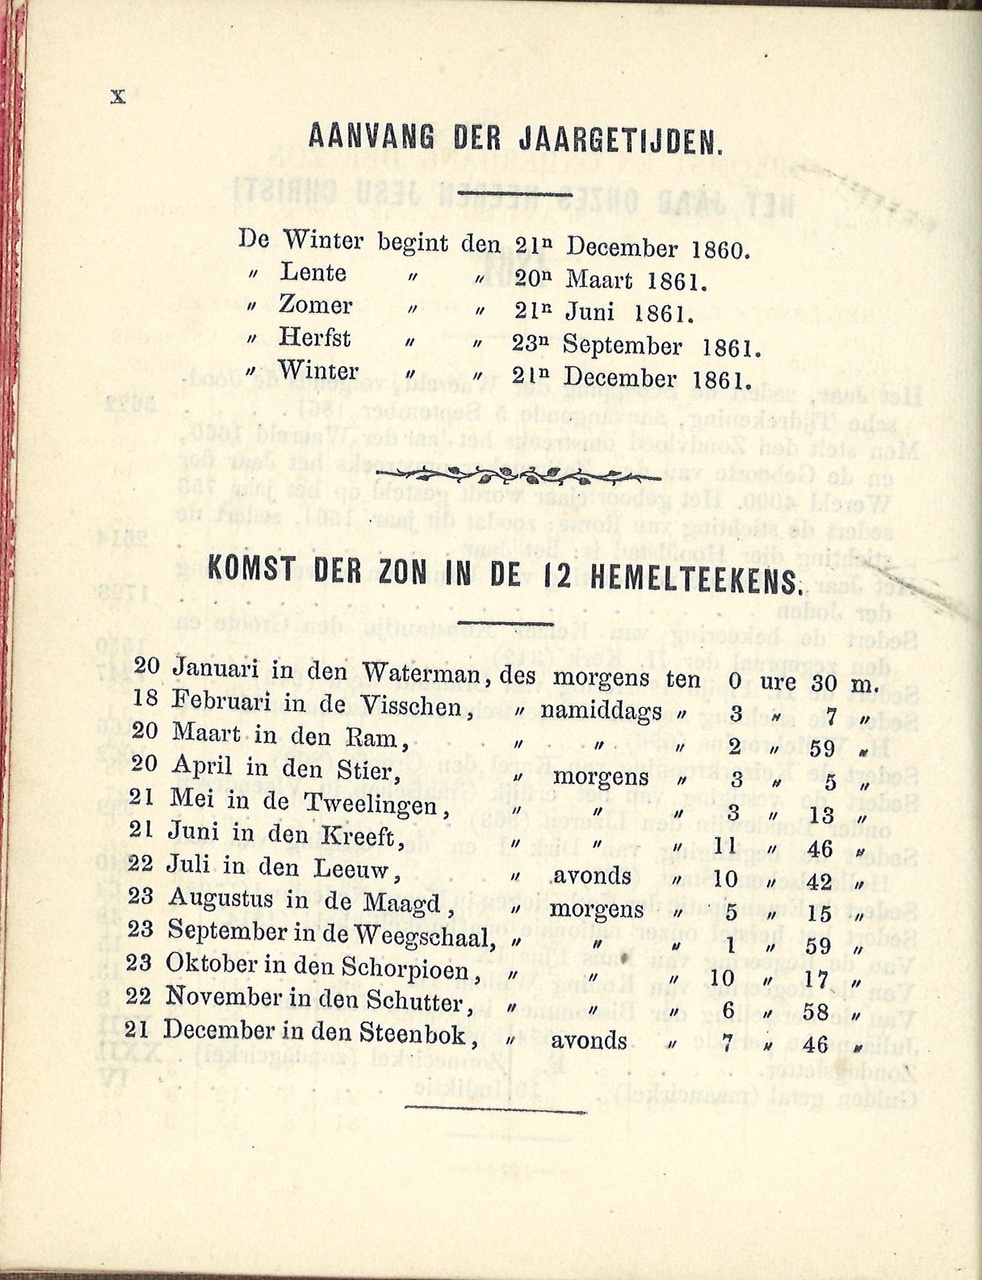 x
AANVANG DER JAARGETIJDEN.
De Winter begint den 21n December 1860.
" Lente " " 20n Maart 1861.
" Zomer " " 21n Juni 1861.
" Herfst " " 23n September 1861.
" Winter " " 21n December 1861.
KOMST DER ZON IN DE 12 HEMELTEEKENS.
20 Januari in den Waterman, des morgens ten 0 ure 30 m.
18 Februari in de Visschen, " namiddags " 3 " 7 "
20 Maart in den Ram, " " " 2 " 59 "
20 April in den Stier, " morgens " 3 " 5 "
21 Mei in de Tweelingen, " " " 3 " 13 "
21 Juni in den Kreeft, " " " 11 " 46 "
22 Juli in den Leeuw, " avonds " 10 " 42 "
23 Augustus in de Maagd, " morgens " 5 " 15 "
23 September in de Weegschaal, " " " 1 " 59 "
23 Oktober in den Schorpioen, " " " 10 " 17 "
22 November in den Schutter, " " " 6 " 58 "
21 December in den Steenbok, " avonds " 7 " 46 "